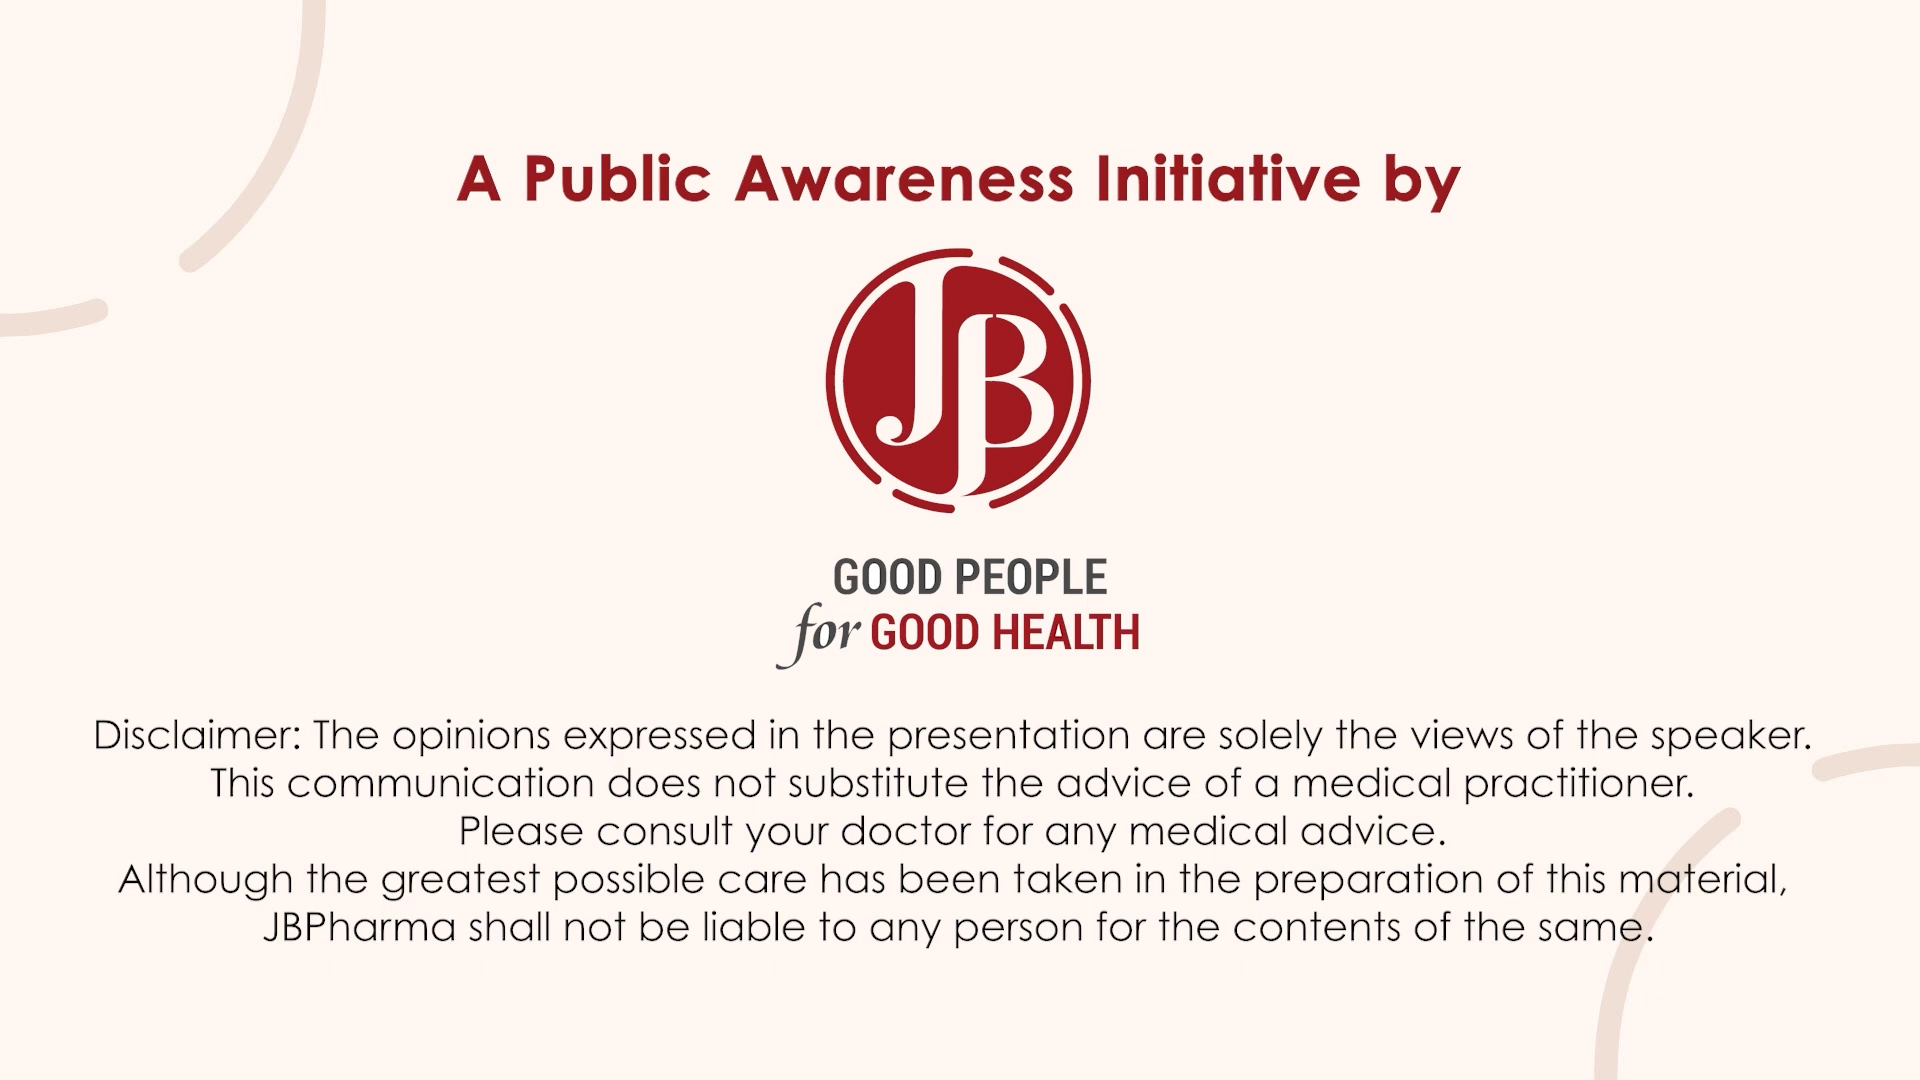 A Public Awareness Initiative by
JB
GOOD PEOPLE
for GOOD HEALTH
Disclaimer: The opinions expressed in the presentation are solely the views of the speaker.
This communication does not substitute the advice of a medical practitioner.
Please consult your doctor for any medical advice.
Although the greatest possible care has been taken in the preparation of this material,
JBPharma shall not be liable to any person for the contents of the same.